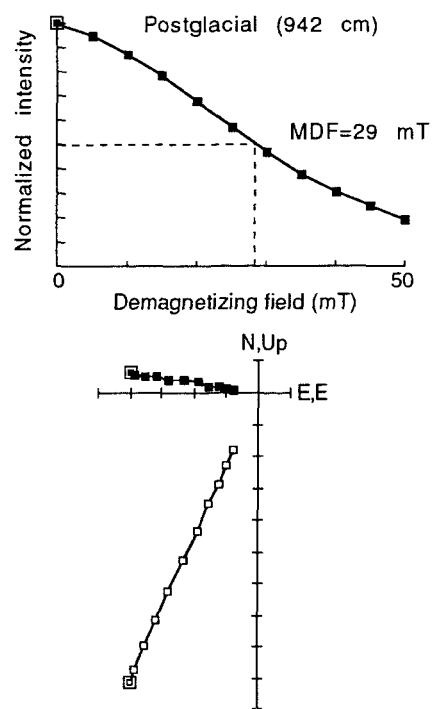 Postglacial (942 cm)
Normalized intensity
MDF=29 mT
0
50
Demagnetizing field (mT)
N,Up
E,E